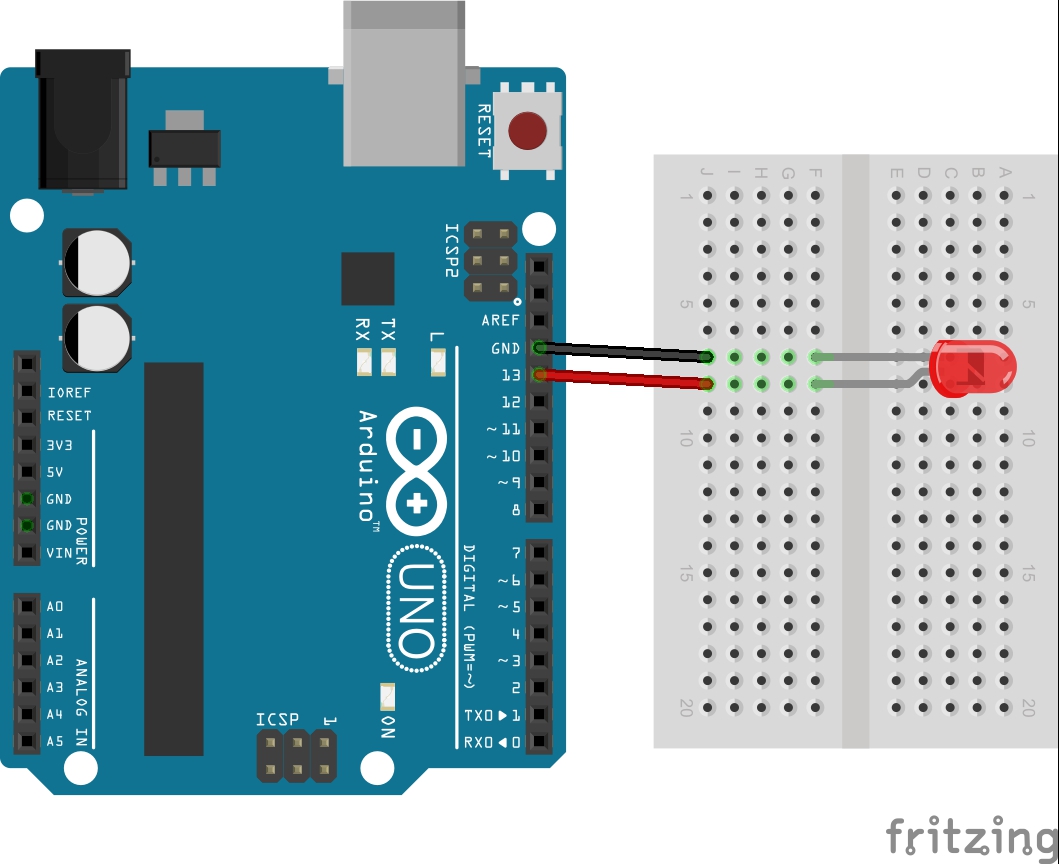 RESET
ICSP2
AREF
GND
13
12
~11
~10
~9
8
7
~6
~5
4
~3
2
TX0▶1
RX0◀0
DIGITAL (PWM=~)
RX
TX
L
Arduino™
UNO
ON
ICSP
1
IOREF
RESET
3V3
5V
GND
GND
VIN
POWER
A0
A1
A2
A3
A4
A5
ANALOG IN
J I H G F E D C B A
1 1
5 5
10 10
15 15
20 20
fritzing